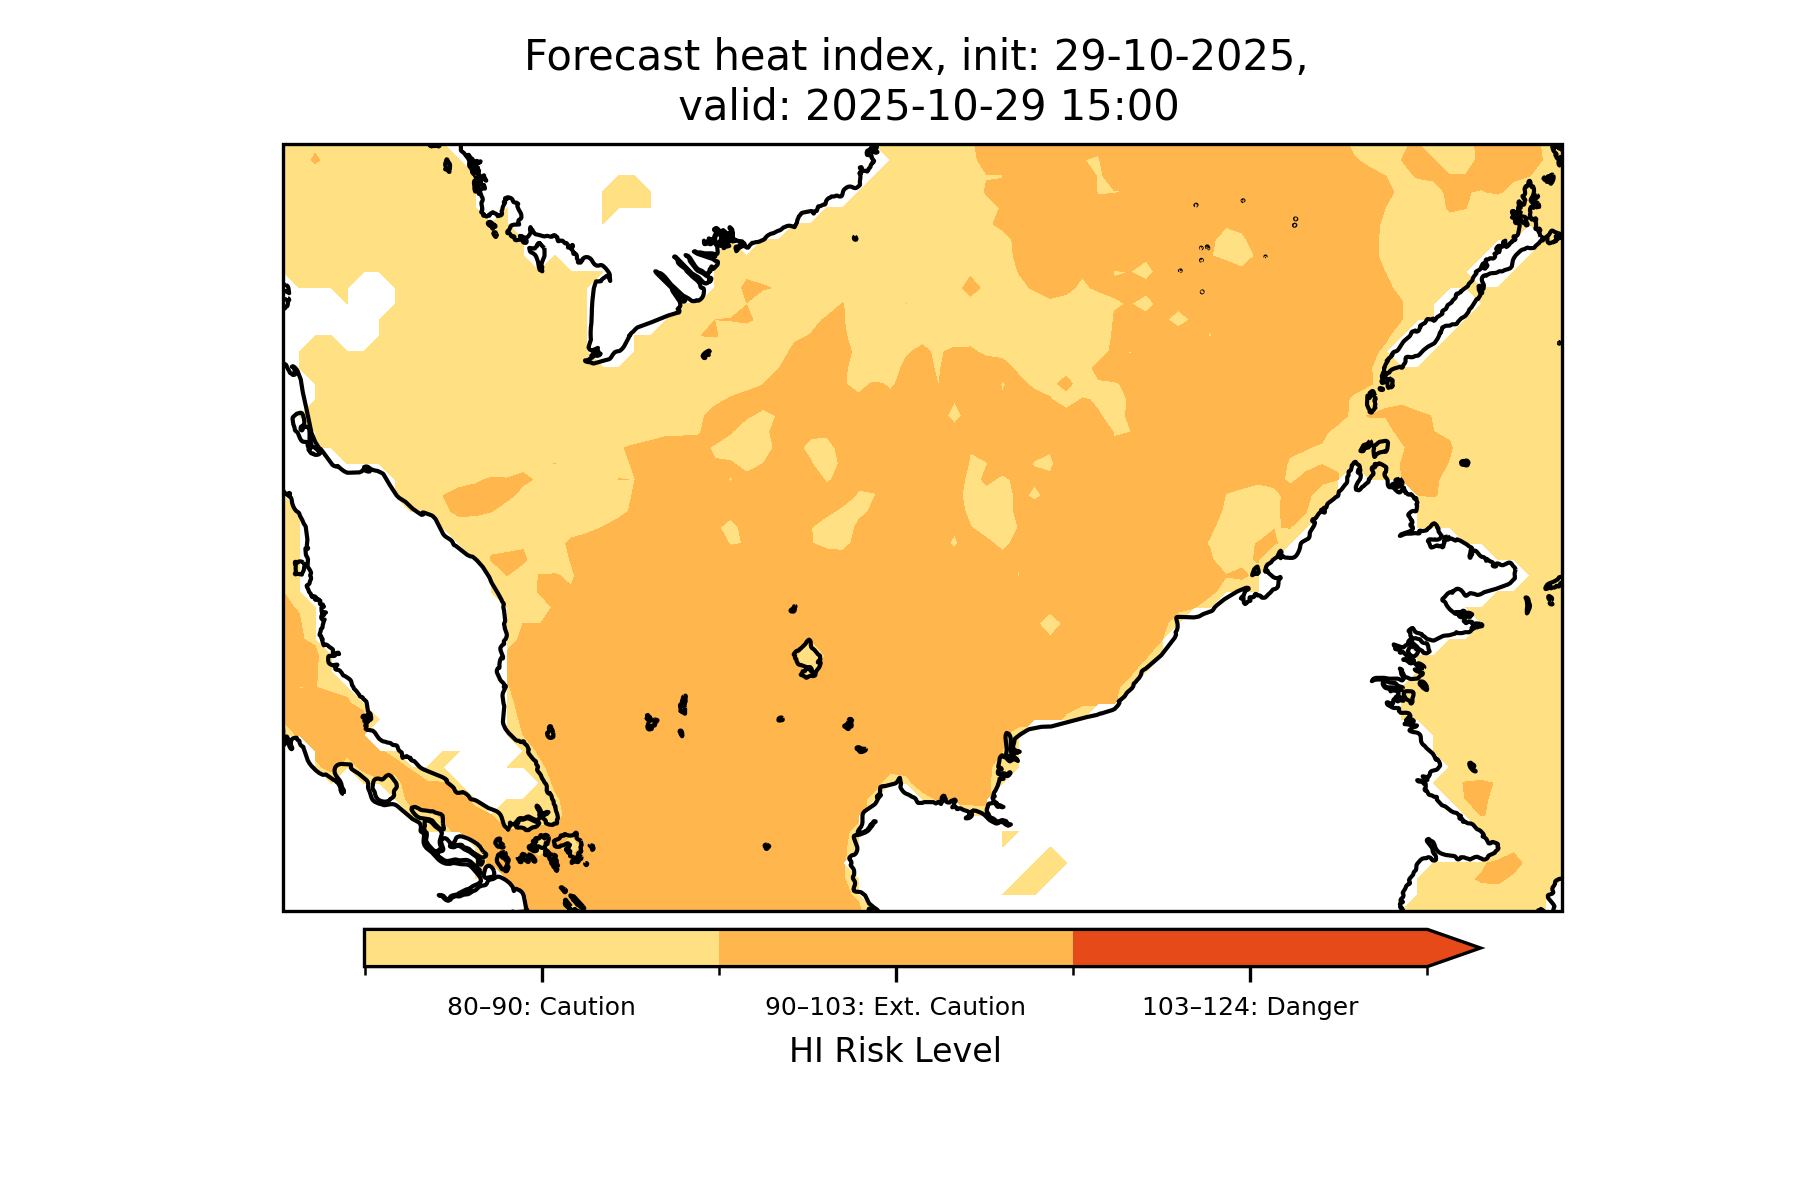 Forecast heat index, init: 29-10-2025,
valid: 2025-10-29 15:00
80–90: Caution
90–103: Ext. Caution
103–124: Danger
HI Risk Level